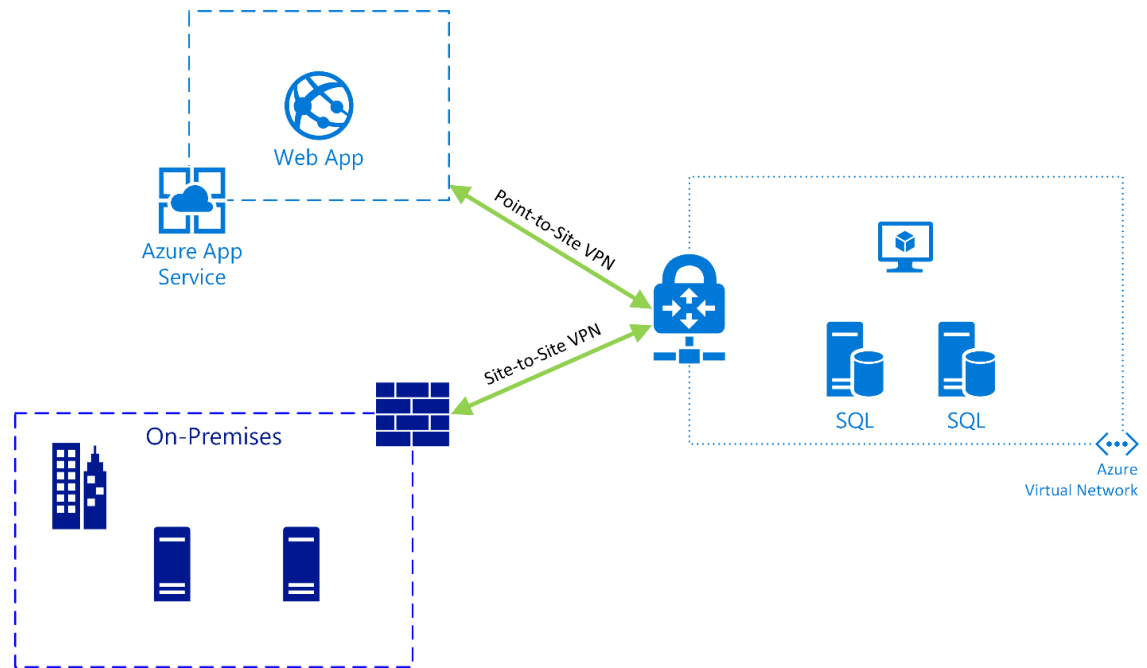 Web App
Azure App
Service
Point-to-Site VPN
Site-to-Site VPN
On-Premises
SQL
SQL
Azure
Virtual Network